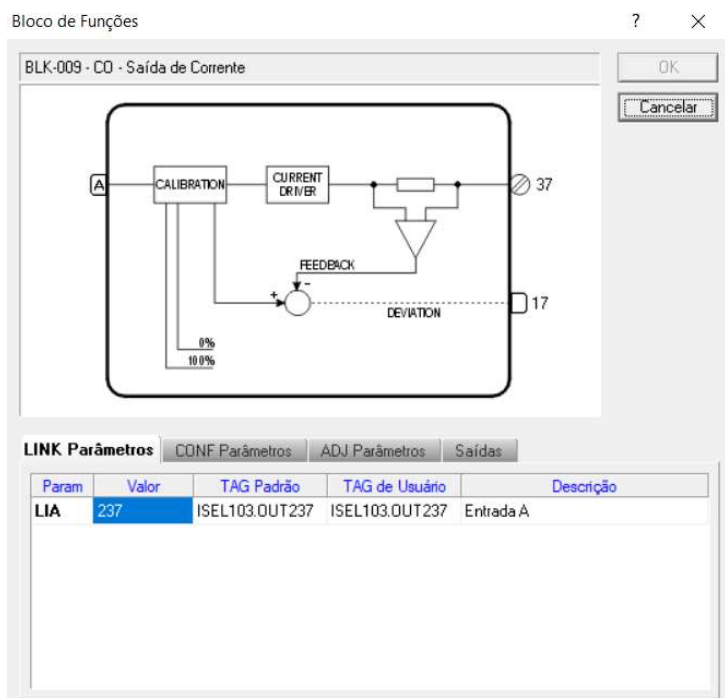 Bloco de Funções ? ×
BLK-009 - CO - Saída de Corrente
OK
Cancelar
A
CALIBRATION
CURRENT
DRIVER
37
FEEDBACK
+
-
DEVIATION
17
0%
100%
LINK Parâmetros CONF Parâmetros ADJ Parâmetros Saídas
Param Valor TAG Padrão TAG de Usuário Descrição
LIA 237 ISEL103.OUT237 ISEL103.OUT237 Entrada A